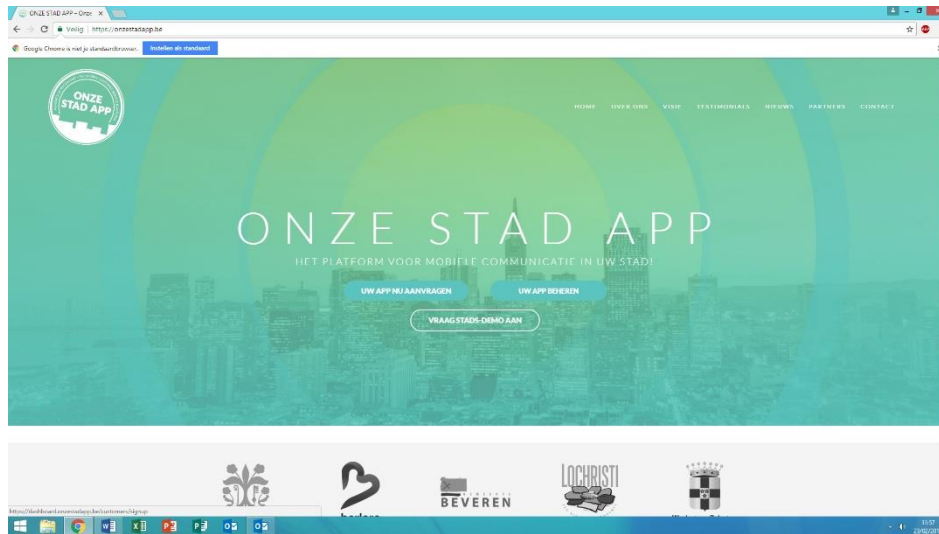 ONZE STAD APP – Onze
Veilig | https://onzestadapp.be
Google Chrome is niet je standaardbrowser. Instellen als standaard
ONZE
STAD APP
HOME OVER ONS VISIE TESTIMONIALS NIEUWS PARTNERS CONTACT
ONZE STAD APP
HET PLATFORM VOOR MOBIELE COMMUNICATIE IN UW STAD!
UW APP NU AANVRAGEN UW APP BEHEREN
VRAAG STADS-DEMO AAN
LOCHRISTI
GEMEENTE
BEVEREN
https://dashboard.onzestadapp.be/customers/signup
11:57